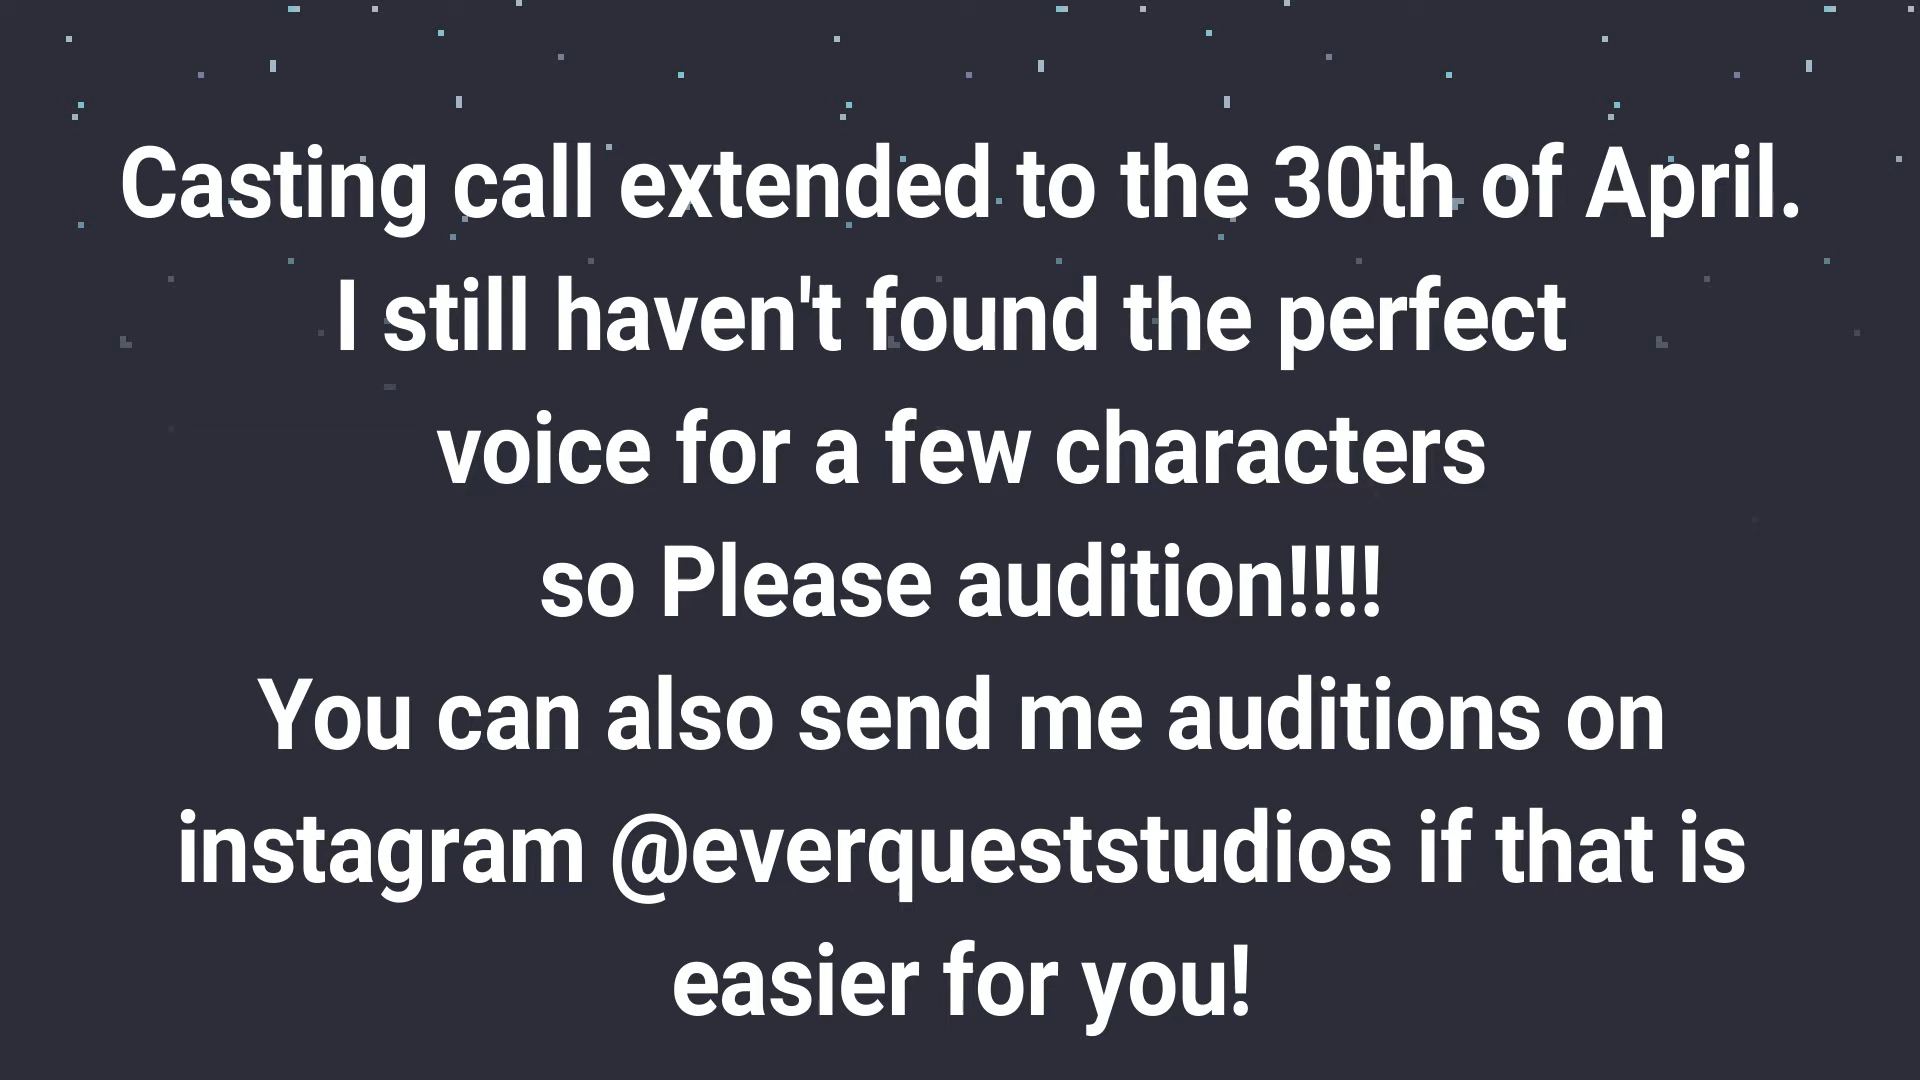 Casting call extended to the 30th of April.
I still haven't found the perfect
voice for a few characters
so Please audition!!!!
You can also send me auditions on
instagram @everqueststudios if that is
easier for you!